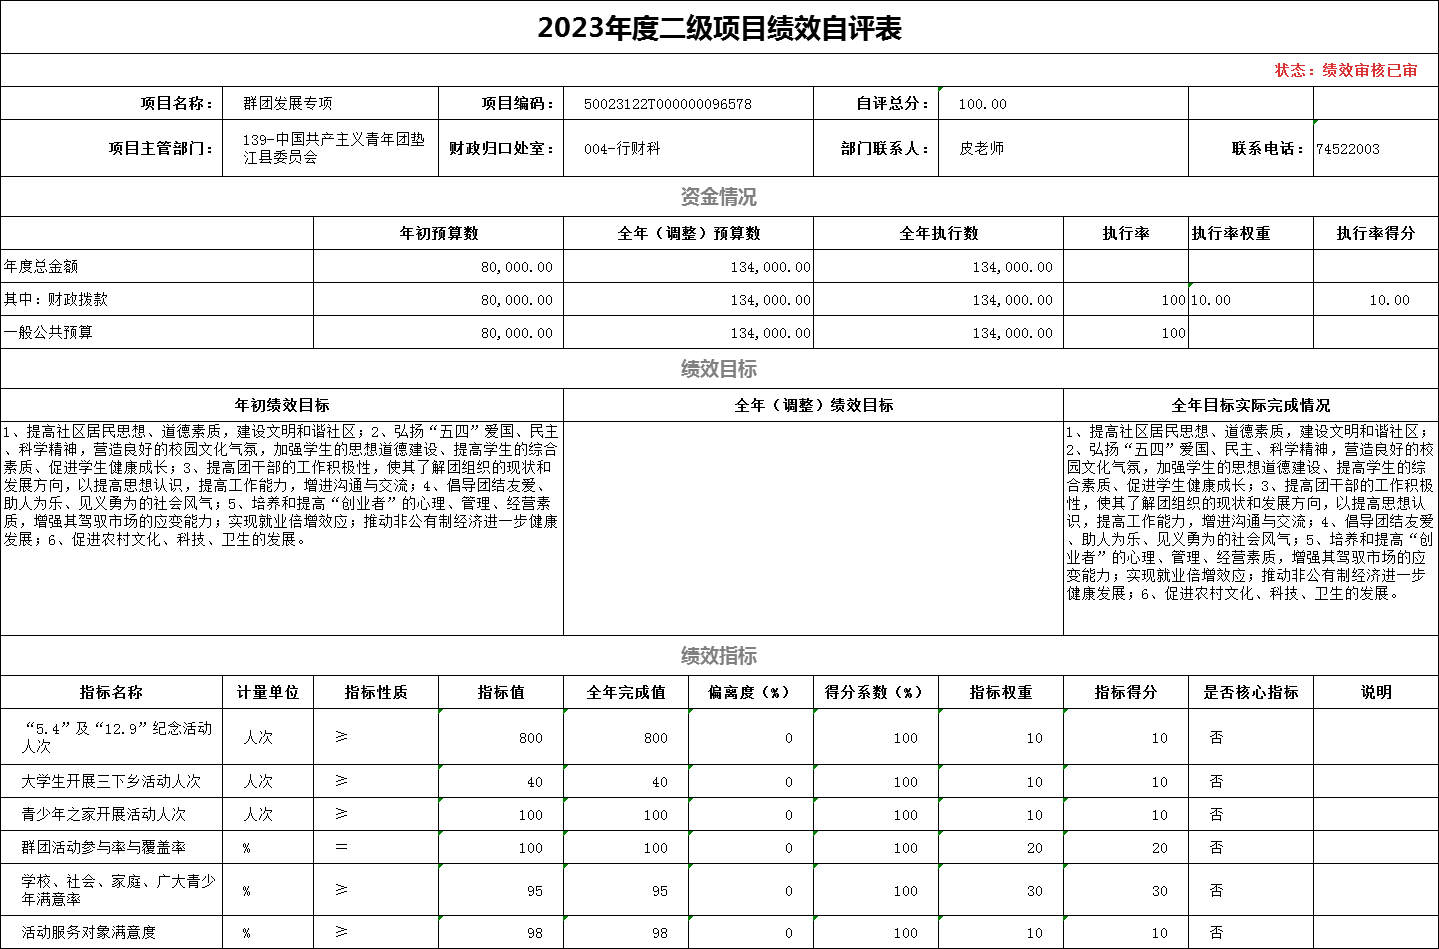 2023年度二级项目绩效自评表
状态：绩效审核已审
项目名称： 群团发展专项 项目编码： 50023122T000000096578 自评总分： 100.00
项目主管部门： 139-中国共产主义青年团垫江县委员会 财政归口处室： 004-行财科 部门联系人： 皮老师 联系电话： 74522003
资金情况
年初预算数 全年（调整）预算数 全年执行数 执行率 执行率权重 执行率得分
年度总金额 80,000.00 134,000.00 134,000.00
其中：财政拨款 80,000.00 134,000.00 134,000.00 100 10.00 10.00
一般公共预算 80,000.00 134,000.00 134,000.00 100
绩效目标
年初绩效目标 全年（调整）绩效目标 全年目标实际完成情况
1、提高社区居民思想、道德素质，建设文明和谐社区；2、弘扬“五四”爱国、民主
、科学精神，营造良好的校园文化气氛，加强学生的思想道德建设、提高学生的综合
素质、促进学生健康成长；3、提高团干部的工作积极性，使其了解团组织的现状和
发展方向，以提高思想认识，提高工作能力，增进沟通与交流；4、倡导团结友爱、
助人为乐、见义勇为的社会风气；5、培养和提高“创业者”的心理、管理、经营素
质，增强其驾驭市场的应变能力；实现就业倍增效应；推动非公有制经济进一步健康
发展；6、促进农村文化、科技、卫生的发展。
1、提高社区居民思想、道德素质，建设文明和谐社区；
2、弘扬“五四”爱国、民主、科学精神，营造良好的校
园文化气氛，加强学生的思想道德建设、提高学生的综
合素质、促进学生健康成长；3、提高团干部的工作积极
性，使其了解团组织的现状和发展方向，以提高思想认
识，提高工作能力，增进沟通与交流；4、倡导团结友爱
、助人为乐、见义勇为的社会风气；5、培养和提高“创
业者”的心理、管理、经营素质，增强其驾驭市场的应
变能力；实现就业倍增效应；推动非公有制经济进一步
健康发展；6、促进农村文化、科技、卫生的发展。
绩效指标
指标名称 计量单位 指标性质 指标值 全年完成值 偏离度（%） 得分系数（%） 指标权重 指标得分 是否核心指标 说明
“5.4”及“12.9”纪念活动人次 人次 ≥ 800 800 0 100 10 10 否
大学生开展三下乡活动人次 人次 ≥ 40 40 0 100 10 10 否
青少年之家开展活动人次 人次 ≥ 100 100 0 100 10 10 否
群团活动参与率与覆盖率 % ＝ 100 100 0 100 20 20 否
学校、社会、家庭、广大青少年满意率 % ≥ 95 95 0 100 30 30 否
活动服务对象满意度 % ≥ 98 98 0 100 10 10 否